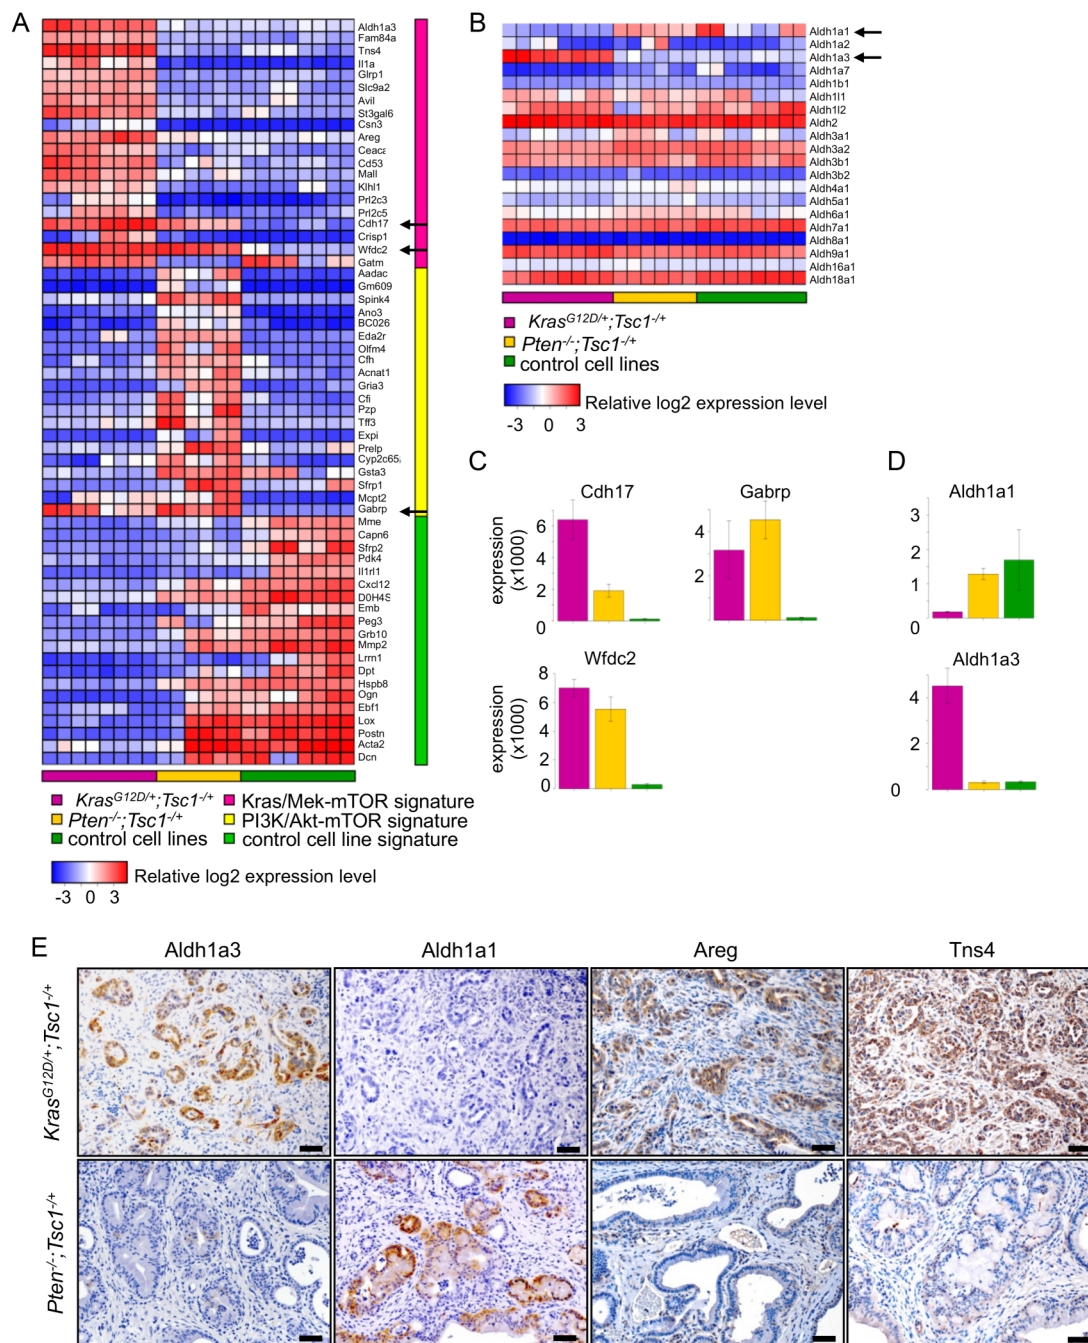 A
Aldh1a3
Fam84a
Tns4
Il1a
Glrp1
Slc9a2
Avil
St3gal6
Csn3
Areg
Ceaca
Cd53
Mall
Klhl1
Prl2c3
Prl2c5
Cdh17
Crisp1
Wfdc2
Gatm
Aadac
Gm609
Spink4
Ano3
BC026
Eda2r
Olfm4
Cfh
Acnat1
Gria3
Cfi
Pzp
Tff3
Expi
Prelp
Cyp2c65
Gsta3
Sfrp1
Mcpt2
Gabrp
Mme
Capn6
Sfrp2
Pdk4
Il1rl1
Cxcl12
D0H4S
Emb
Peg3
Grb10
Mmp2
Lrrn1
Dpt
Hspb8
Ogn
Ebf1
Lox
Postn
Acta2
Dcn
Kras^G12D/+;Tsc1^-/+
Pten^-/-;Tsc1^-/+
control cell lines
Kras/Mek-mTOR signature
PI3K/Akt-mTOR signature
control cell line signature
Relative log2 expression level
-3 0 3
B
Aldh1a1
Aldh1a2
Aldh1a3
Aldh1a7
Aldh1b1
Aldh1l1
Aldh1l2
Aldh2
Aldh3a1
Aldh3a2
Aldh3b1
Aldh3b2
Aldh4a1
Aldh5a1
Aldh6a1
Aldh7a1
Aldh8a1
Aldh9a1
Aldh16a1
Aldh18a1
Kras^G12D/+;Tsc1^-/+
Pten^-/-;Tsc1^-/+
control cell lines
Relative log2 expression level
-3 0 3
C
Cdh17
expression
(x1000)
6
4
2
0
Gabrp
4
2
Wfdc2
expression
(x1000)
8
6
4
2
0
D
Aldh1a1
3
2
1
0
Aldh1a3
4
2
0
E
Aldh1a3 Aldh1a1 Areg Tns4
Kras^G12D/+;Tsc1^-/+
Pten^-/-;Tsc1^-/+